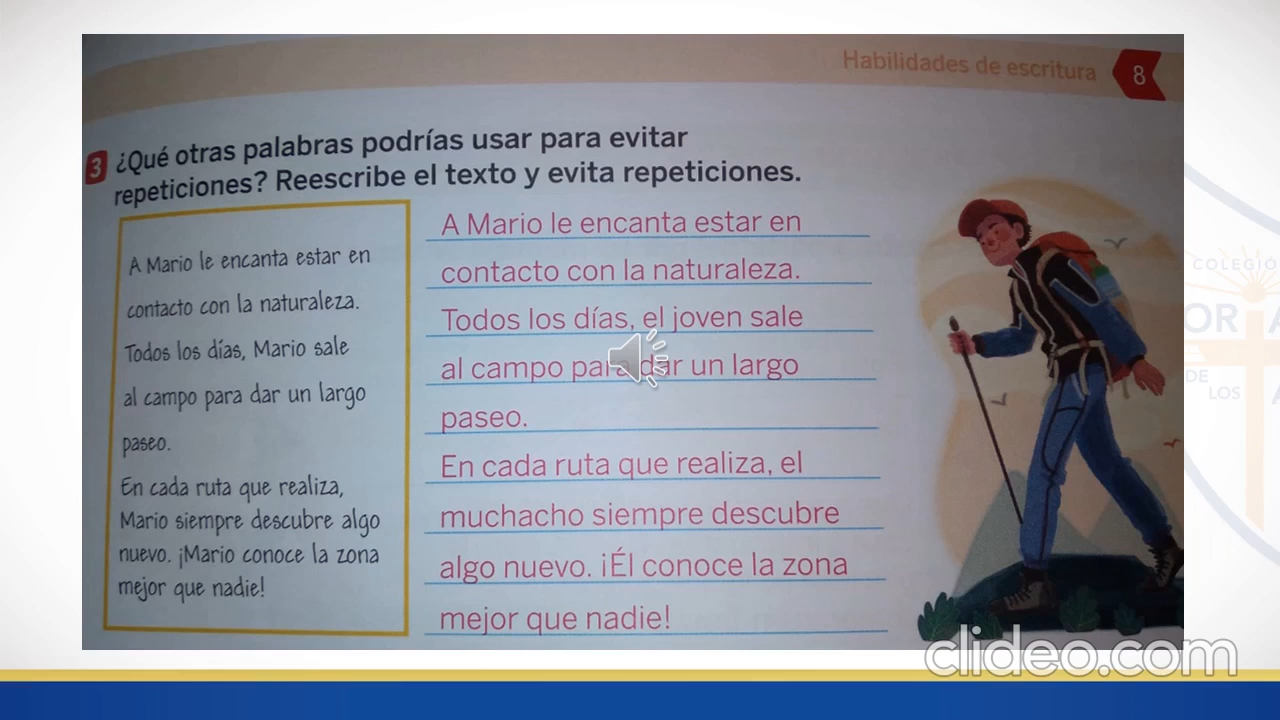 Habilidades de escritura
8
3 ¿Qué otras palabras podrías usar para evitar
repeticiones? Reescribe el texto y evita repeticiones.
A Mario le encanta estar en
contacto con la naturaleza.
Todos los días, Mario sale
al campo para dar un largo
paseo.
En cada ruta que realiza,
Mario siempre descubre algo
nuevo. ¡Mario conoce la zona
mejor que nadie!
A Mario le encanta estar en
contacto con la naturaleza.
Todos los días, el joven sale
al campo para dar un largo
paseo.
En cada ruta que realiza, el
muchacho siempre descubre
algo nuevo. ¡Él conoce la zona
mejor que nadie!
COLEGIO
DE
LOS
clideo.com